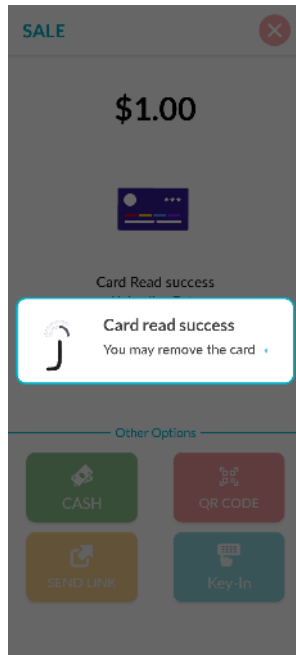 SALE
$1.00
Card Read success
Card read success
You may remove the card
Other Options
CASH
QR CODE
SEND LINK
Key-In